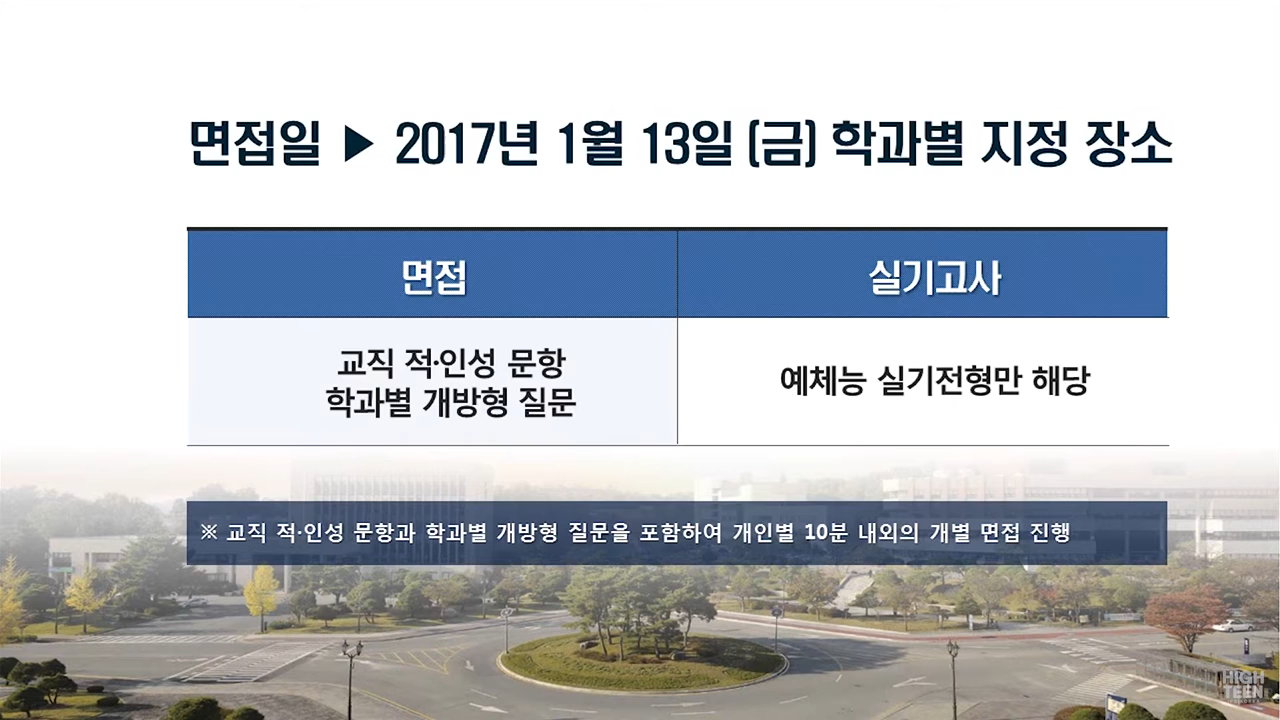 면접일 ▶ 2017년 1월 13일 (금) 학과별 지정 장소
면접
실기고사
교직 적·인성 문항
학과별 개방형 질문
예체능 실기전형만 해당
※ 교직 적·인성 문항과 학과별 개방형 질문을 포함하여 개인별 10분 내외의 개별 면접 진행
HIGH
TEEN